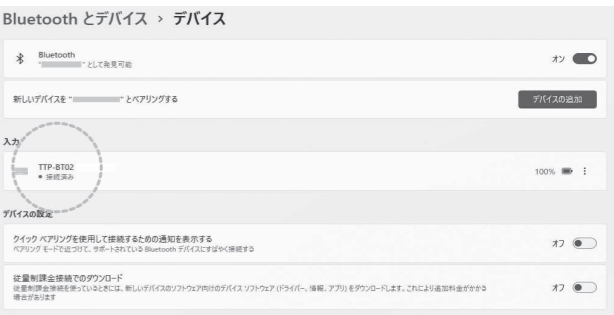 Bluetooth とデバイス › デバイス
Bluetooth
" " として発見可能
オン
新しいデバイスを " " とペアリングする
デバイスの追加
入力
TTP-BT02
接続済み
100%
デバイスの設定
クイック ペアリングを使用して接続するための通知を表示する
ペアリング モードで近づけて、サポートされている Bluetooth デバイスにすばやく接続する
オフ
従量制課金接続でのダウンロード
従量制課金接続を使っているときには、新しいデバイスのソフトウェア向けのデバイス ソフトウェア (ドライバー、情報、アプリ) をダウンロードします。これにより追加料金がかかる
場合があります
オフ